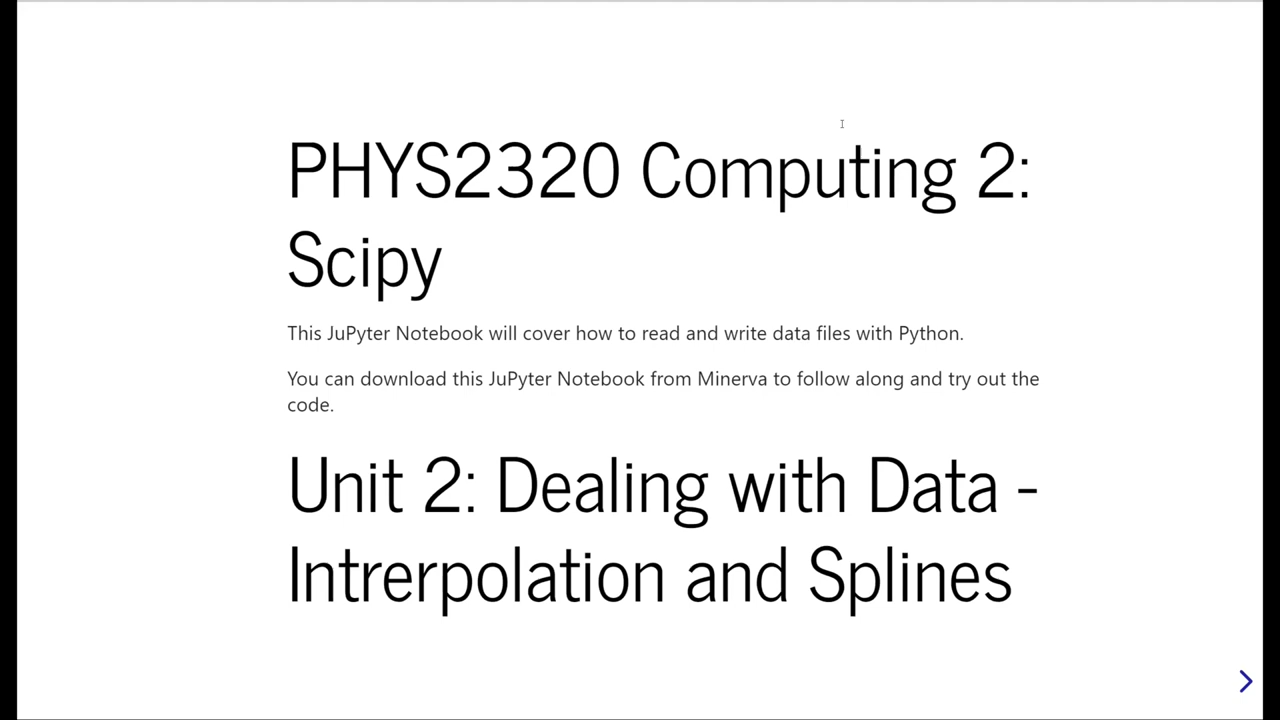 PHYS2320 Computing 2:
Scipy
This JuPyter Notebook will cover how to read and write data files with Python.
You can download this JuPyter Notebook from Minerva to follow along and try out the
code.
Unit 2: Dealing with Data -
Intrerpolation and Splines